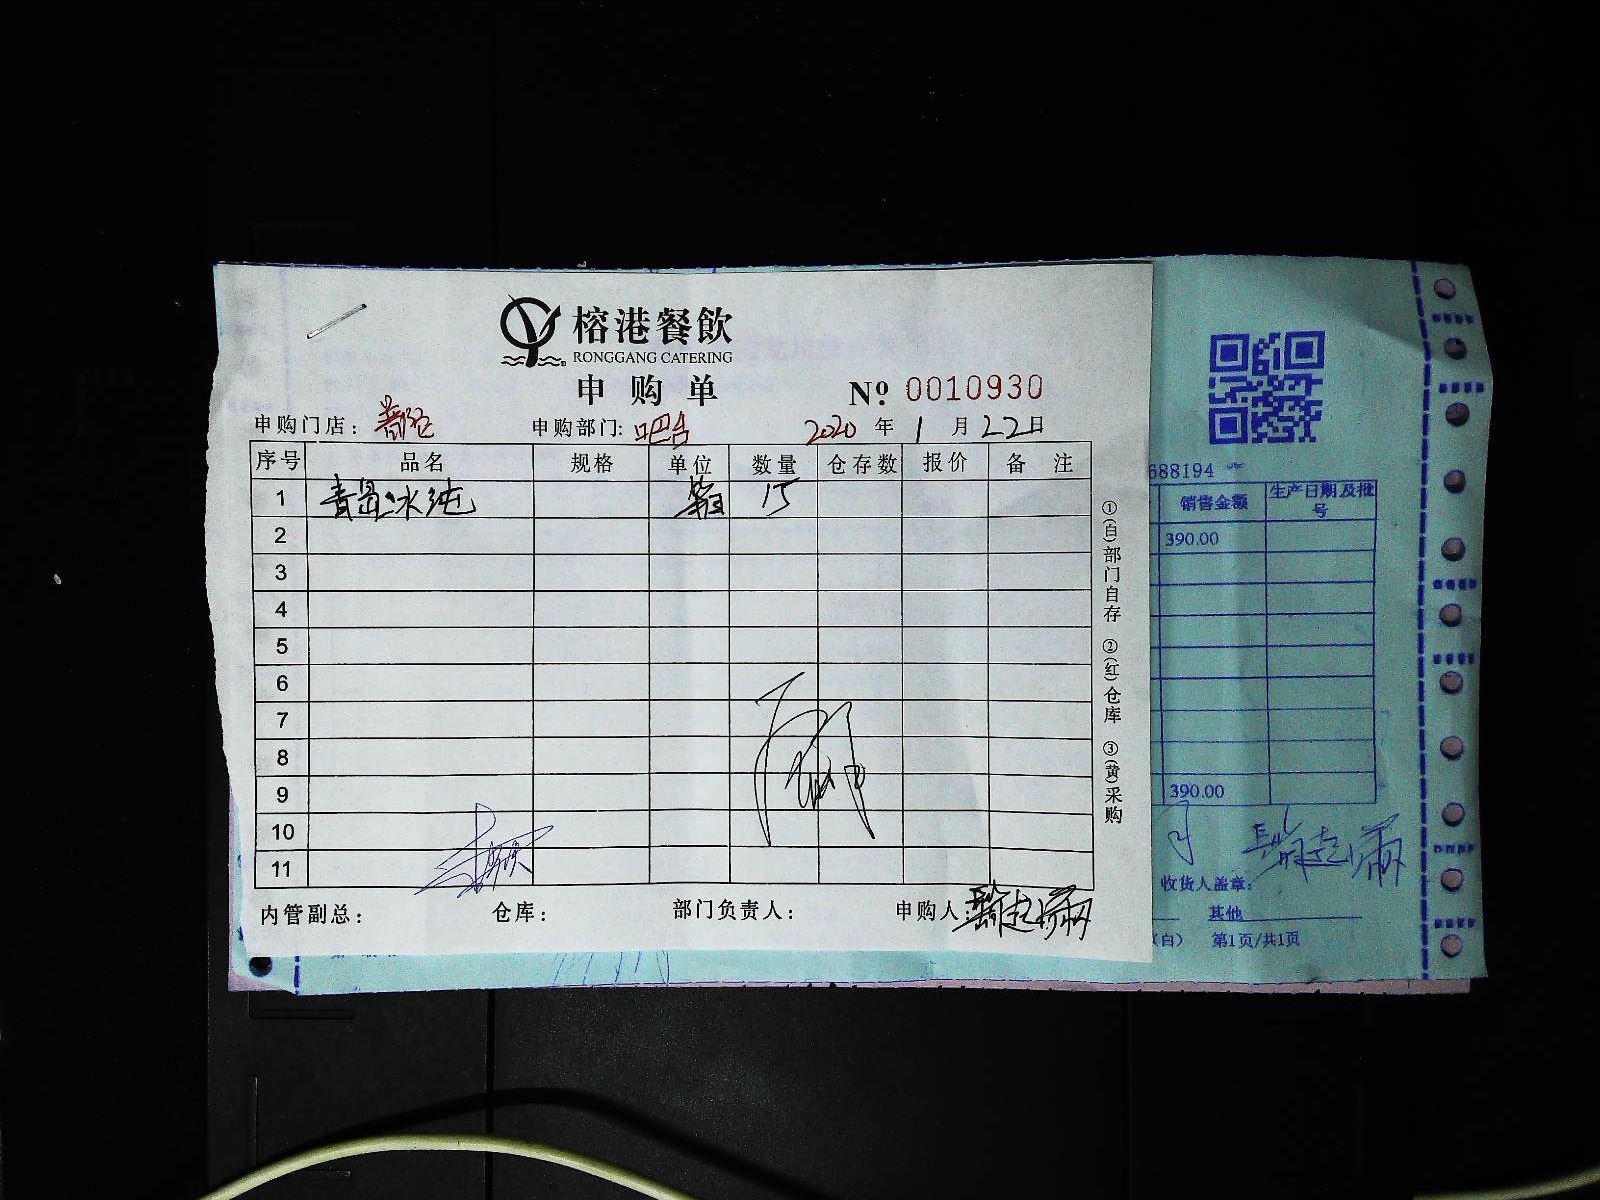 榕港餐飲
RONGGANG CATERING
申购单
Nº: 0010930
申购门店：
申购部门: 吧台
2020 年 1 月 22 日
序号 品名 规格 单位 数量 仓存数 报价 备注
1 青岛冰纯 箱 15
2
3
4
5
6
7
8
9
10
11
内管副总： 仓库： 部门负责人： 申购人：
①(白)部门自存 ②(红)仓库 ③(黄)采购
688194
销售金额 生产日期及批号
390.00
390.00
收货人盖章:
其他
(白) 第1页/共1页